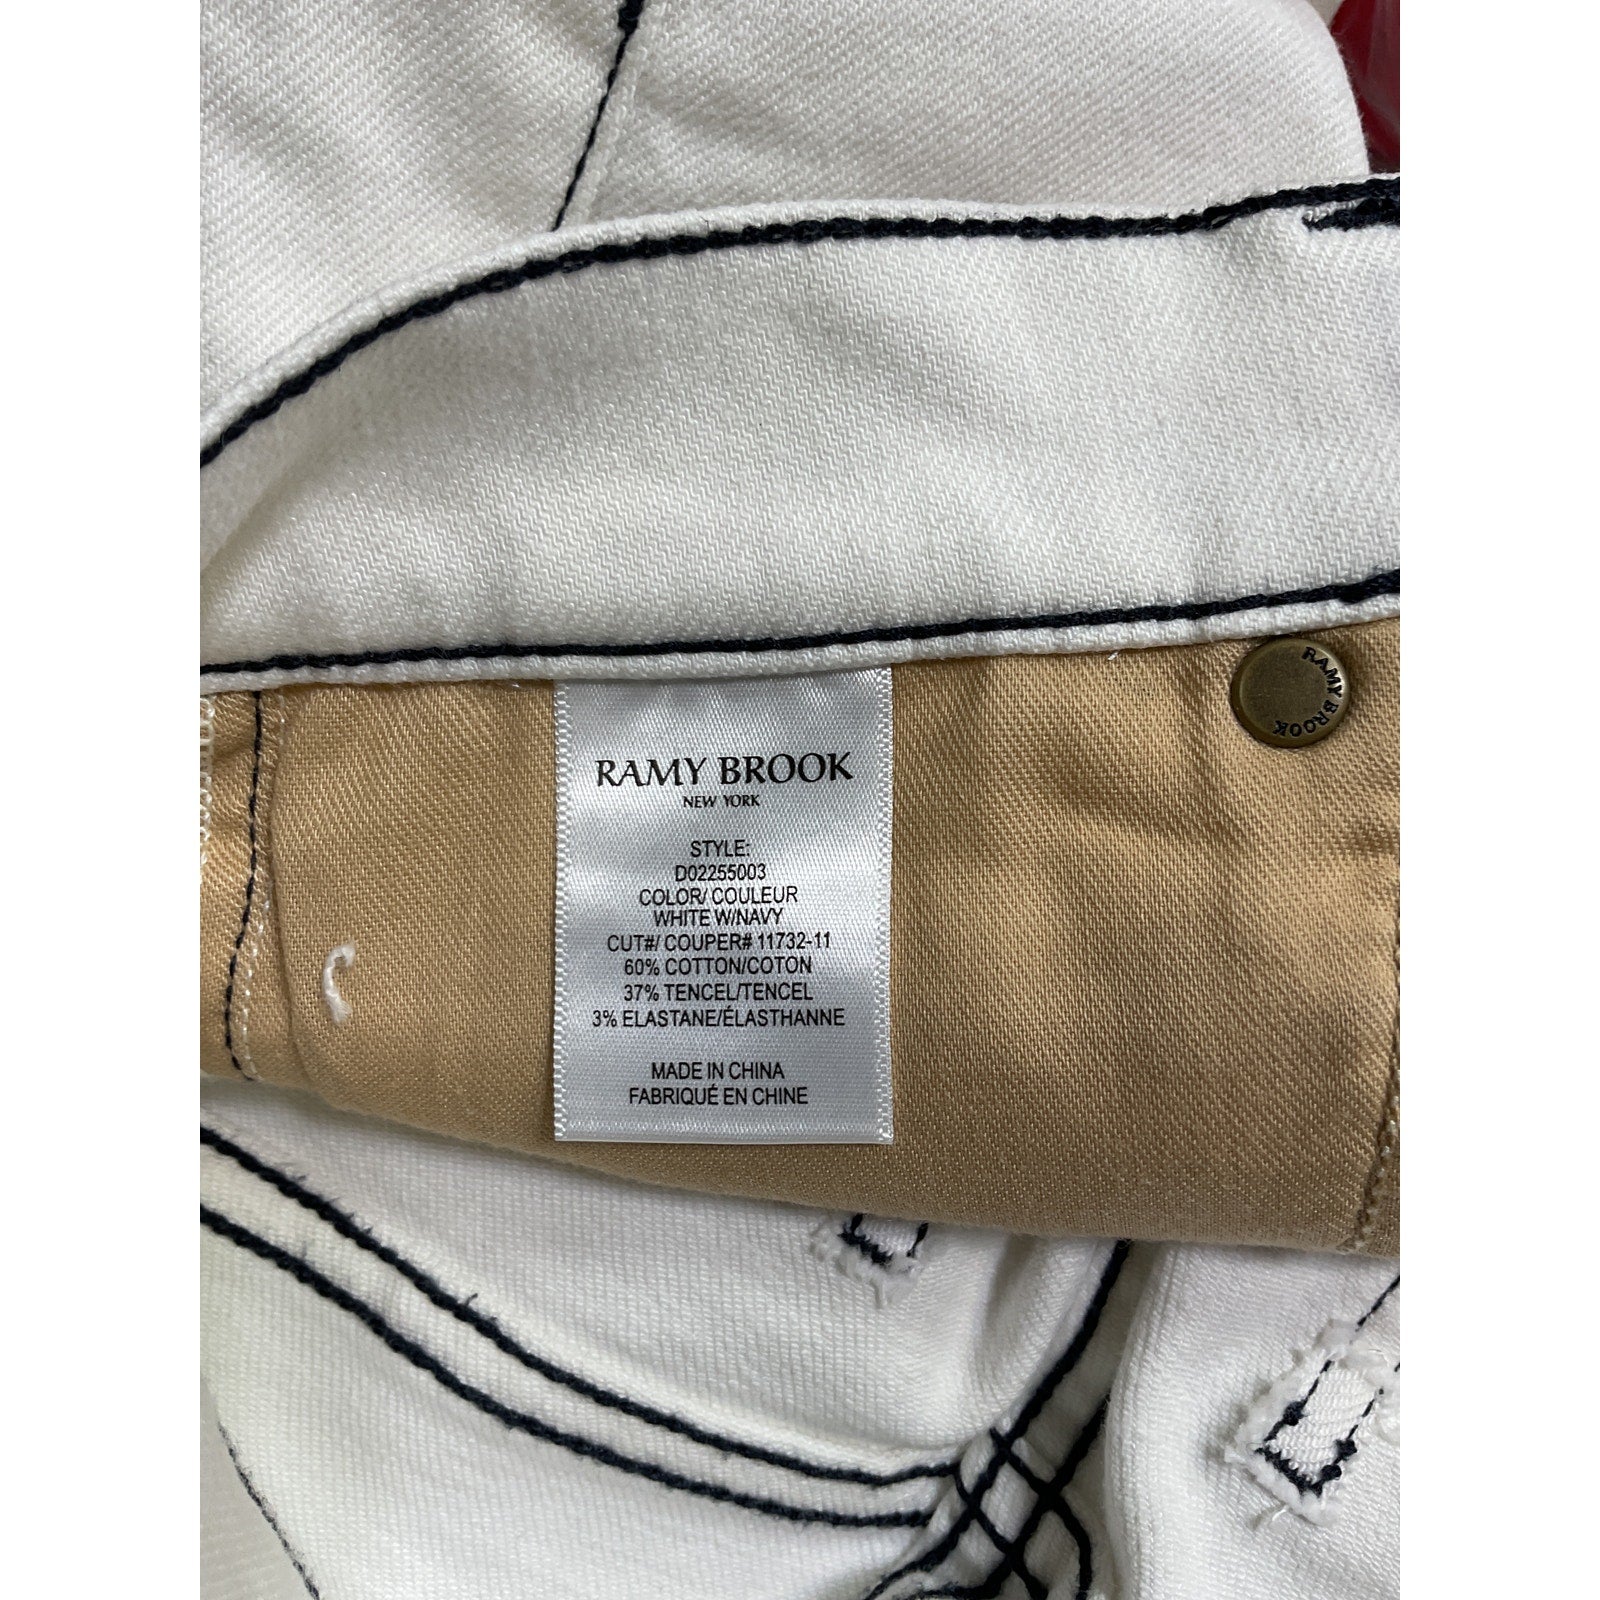 RAMY BROOK
RAMY BROOK
NEW YORK
STYLE:
D02255003
COLOR/ COULEUR
WHITE W/NAVY
CUT#/ COUPER# 11732-11
60% COTTON/COTON
37% TENCEL/TENCEL
3% ELASTANE/ÉLASTHANNE
MADE IN CHINA
FABRIQUÉ EN CHINE